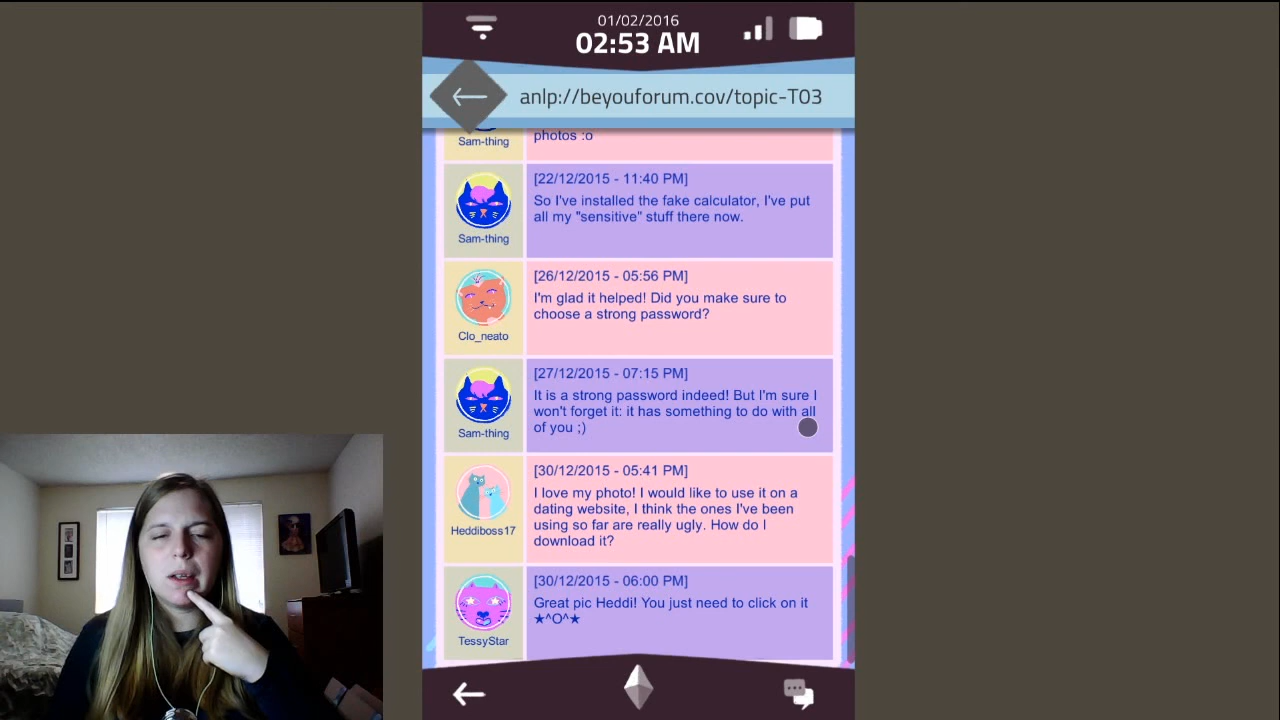 01/02/2016
02:53 AM
anlp://beyouforum.cov/topic-T03
Sam-thing
photos :o
[22/12/2015 - 11:40 PM]
So I've installed the fake calculator, I've put
all my "sensitive" stuff there now.
Sam-thing
[26/12/2015 - 05:56 PM]
I'm glad it helped! Did you make sure to
choose a strong password?
Clo_neato
[27/12/2015 - 07:15 PM]
It is a strong password indeed! But I'm sure I
won't forget it: it has something to do with all
of you ;)
Sam-thing
[30/12/2015 - 05:41 PM]
I love my photo! I would like to use it on a
dating website, I think the ones I've been
using so far are really ugly. How do I
download it?
Heddiboss17
[30/12/2015 - 06:00 PM]
Great pic Heddi! You just need to click on it
★^O^★
TessyStar